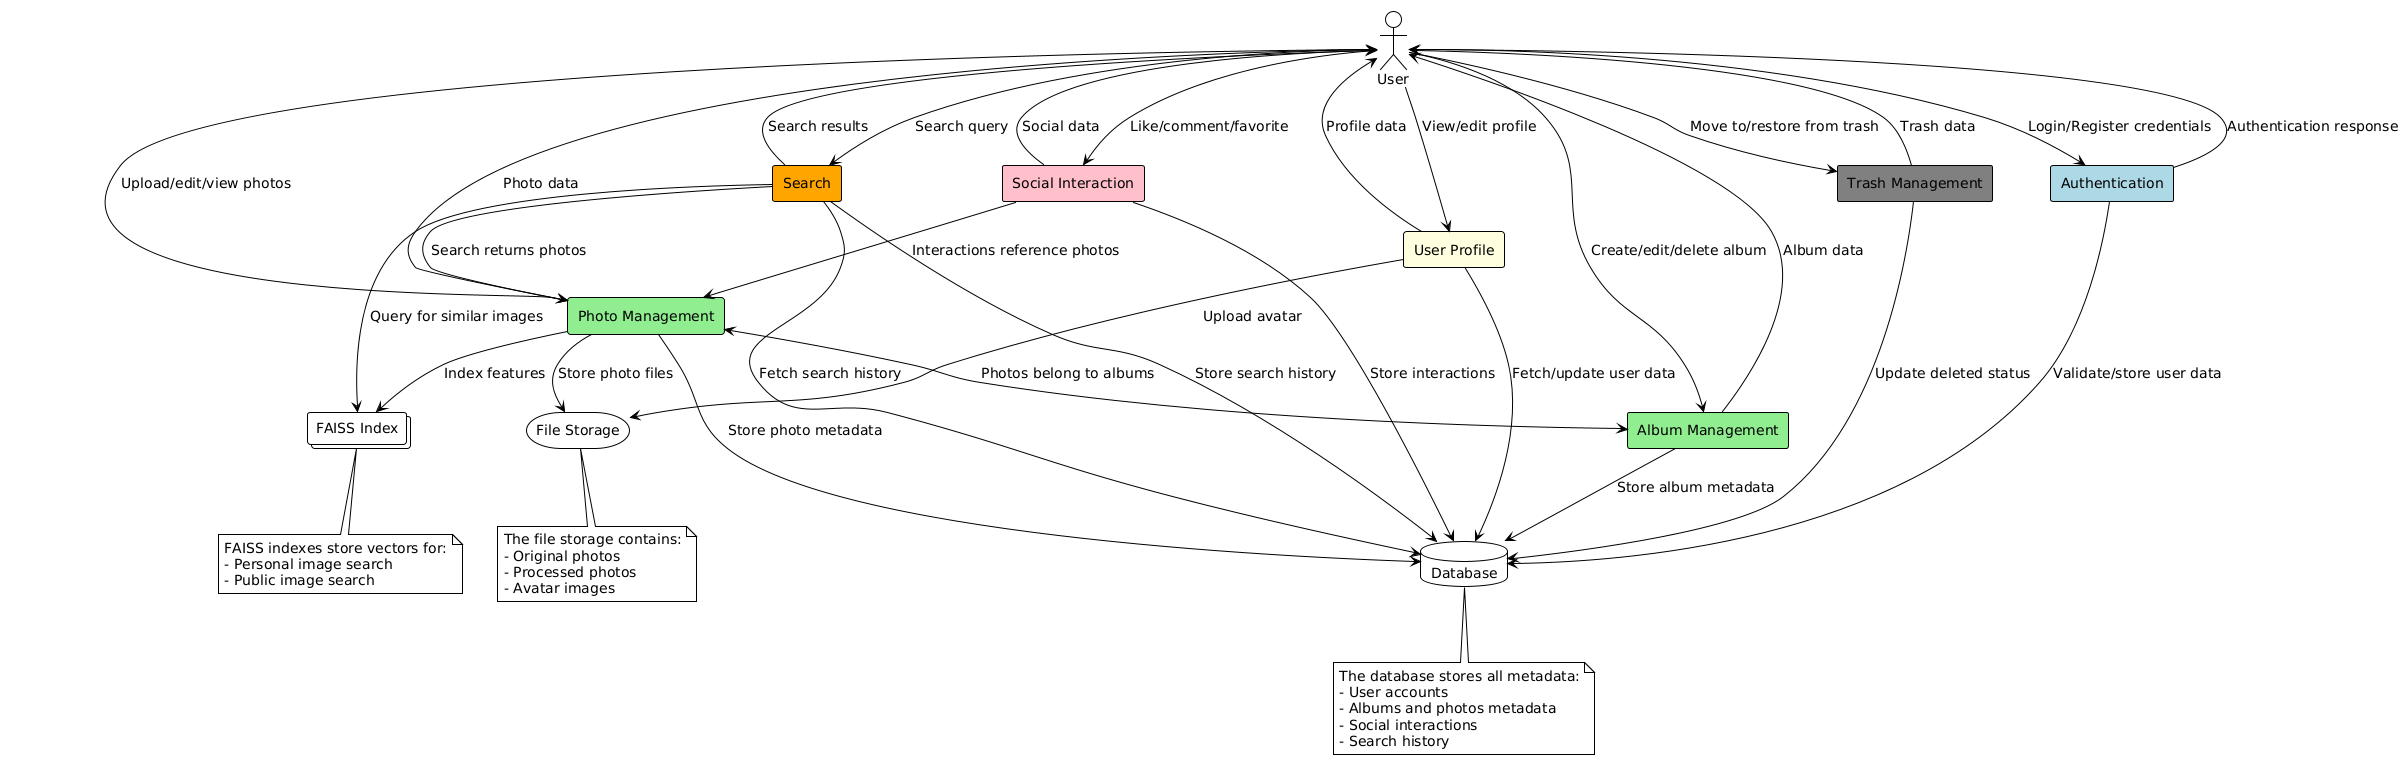 User
Search results
Search query
Social data
Like/comment/favorite
Profile data
View/edit profile
Move to/restore from trash
Trash data
Login/Register credentials
Authentication response
Upload/edit/view photos
Photo data
Search
Social Interaction
Trash Management
Authentication
Search returns photos
Interactions reference photos
User Profile
Create/edit/delete album
Album data
Query for similar images
Photo Management
Upload avatar
Index features
Store photo files
Fetch search history
Photos belong to albums
Store search history
Store interactions
Fetch/update user data
Update deleted status
Validate/store user data
FAISS Index
File Storage
Store photo metadata
Album Management
Store album metadata
FAISS indexes store vectors for:
- Personal image search
- Public image search
The file storage contains:
- Original photos
- Processed photos
- Avatar images
Database
The database stores all metadata:
- User accounts
- Albums and photos metadata
- Social interactions
- Search history